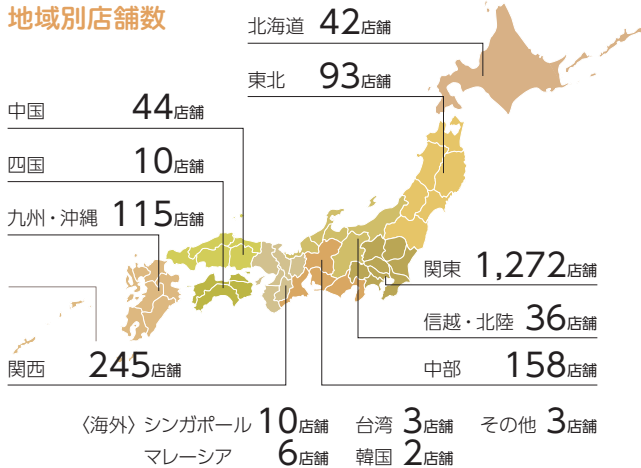 地域別店舗数
北海道 42店舗
東北 93店舗
中国 44店舗
四国 10店舗
九州・沖縄 115店舗
関東 1,272店舗
信越・北陸 36店舗
関西 245店舗
中部 158店舗
〈海外〉シンガポール 10店舗 台湾 3店舗 その他 3店舗
マレーシア 6店舗 韓国 2店舗